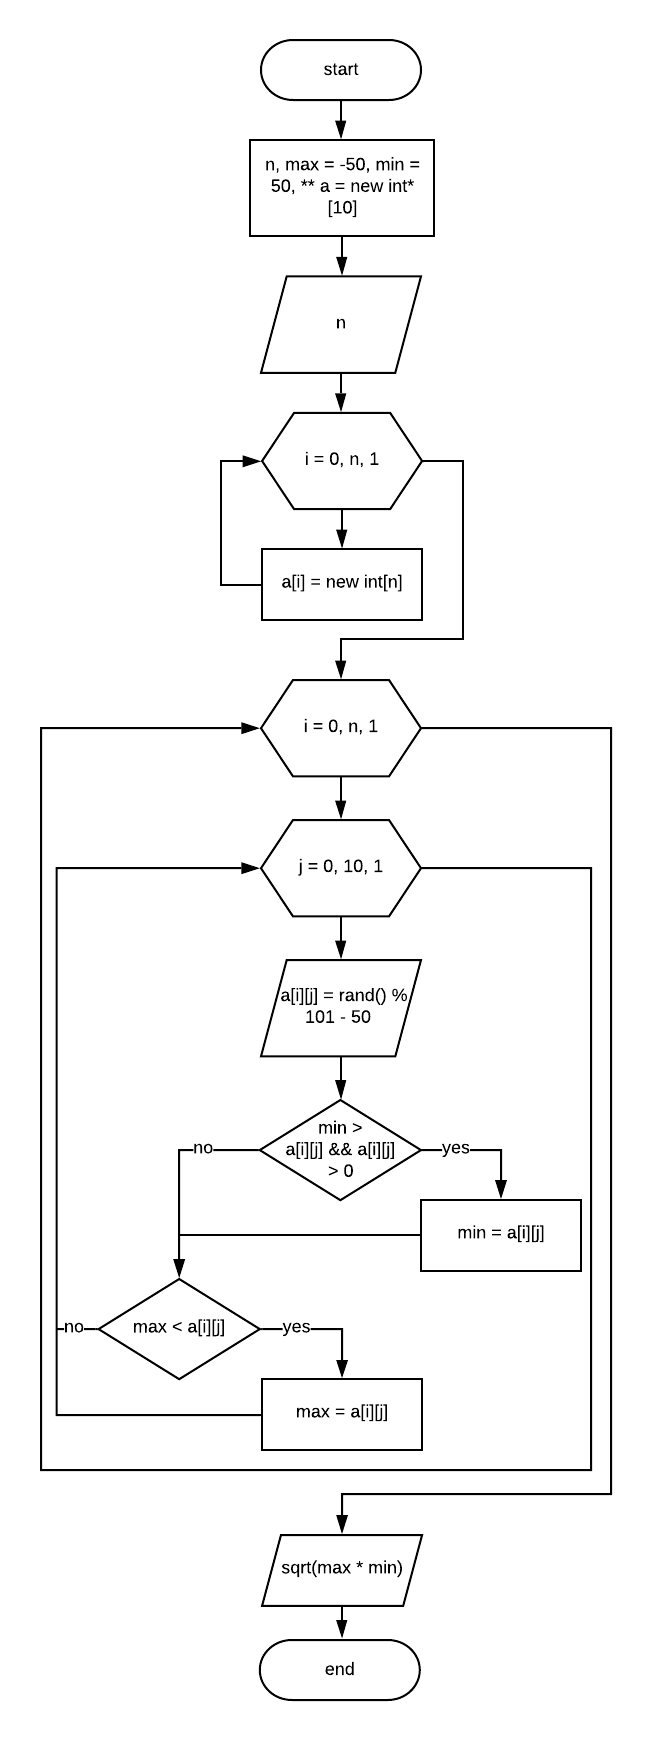 start
n, max = -50, min =
50, ** a = new int*
[10]
n
i = 0, n, 1
a[i] = new int[n]
i = 0, n, 1
j = 0, 10, 1
a[i][j] = rand() %
101 - 50
min >
a[i][j] && a[i][j]
> 0
no
yes
min = a[i][j]
max < a[i][j]
no
yes
max = a[i][j]
sqrt(max * min)
end